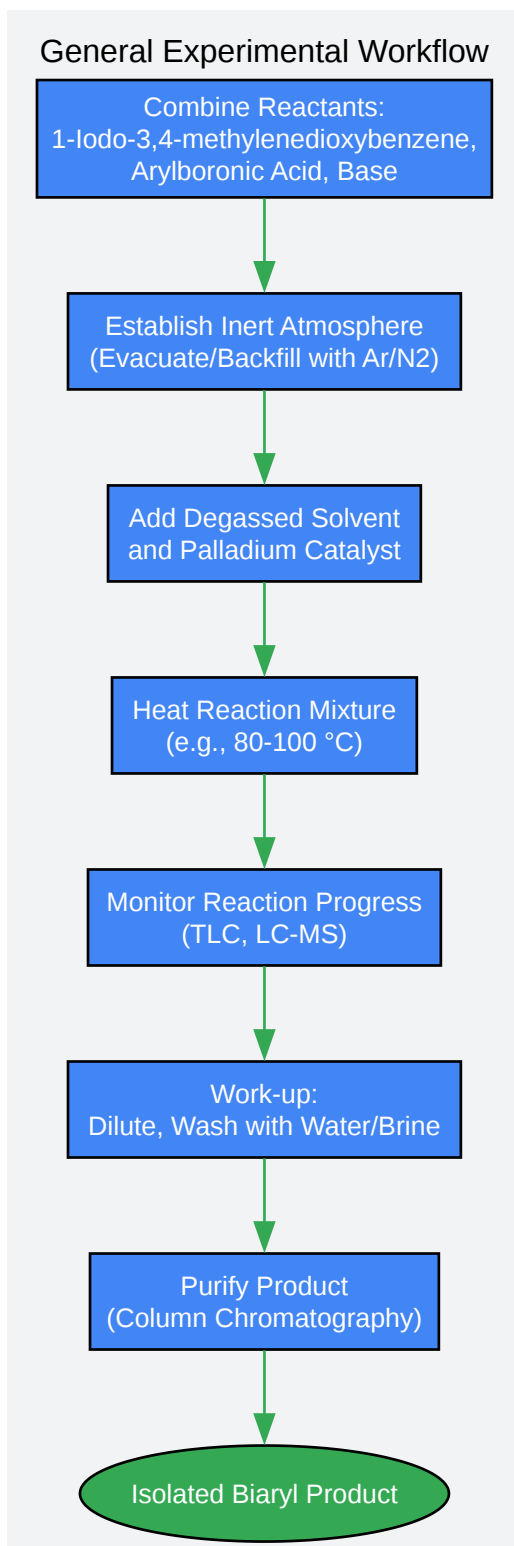 General Experimental Workflow
Combine Reactants:
1-Iodo-3,4-methylenedioxybenzene,
Arylboronic Acid, Base
Establish Inert Atmosphere
(Evacuate/Backfill with Ar/N2)
Add Degassed Solvent
and Palladium Catalyst
Heat Reaction Mixture
(e.g., 80-100 °C)
Monitor Reaction Progress
(TLC, LC-MS)
Work-up:
Dilute, Wash with Water/Brine
Purify Product
(Column Chromatography)
Isolated Biaryl Product